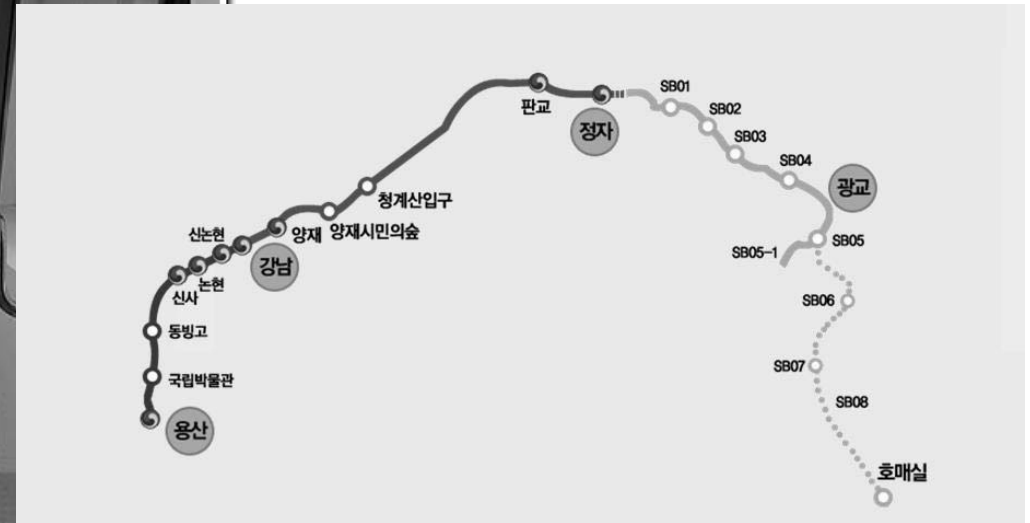 판교
정자
SB01
SB02
SB03
SB04
광교
SB05
SB05-1
SB06
SB07
SB08
호매실
청계산입구
양재시민의숲
양재
강남
신논현
논현
신사
동빙고
국립박물관
용산